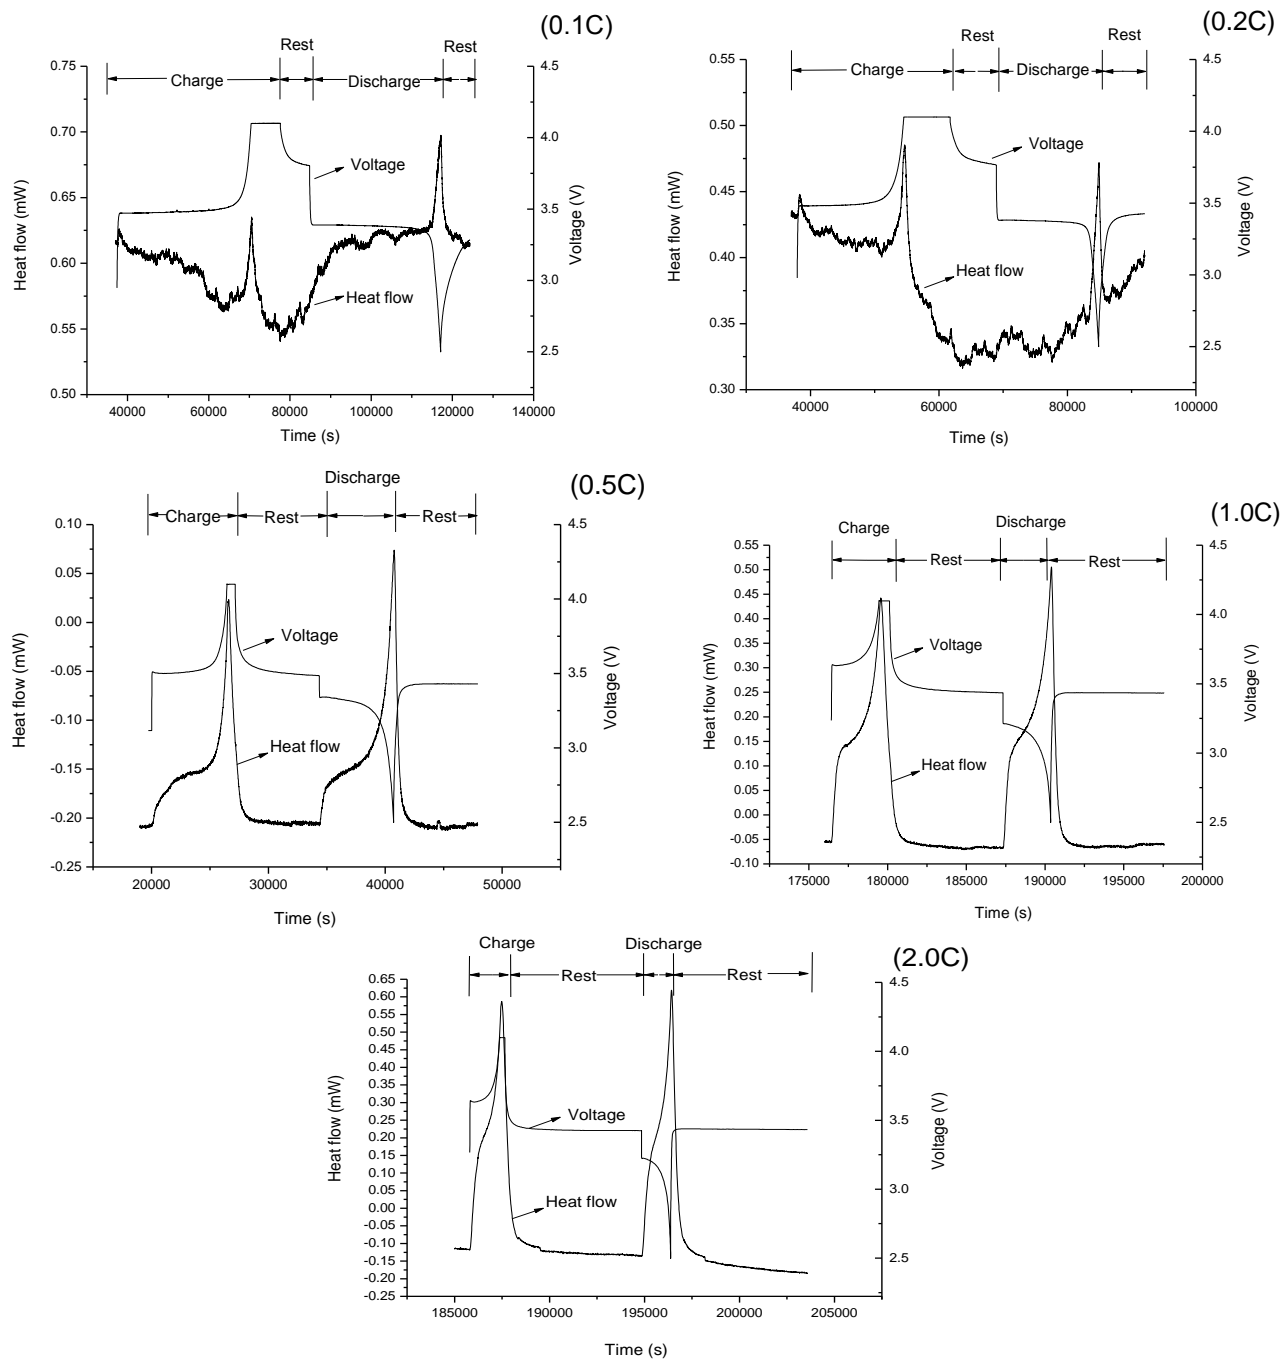 (0.1C)
Rest
Rest
Charge
Discharge
0.75
0.70
0.65
0.60
0.55
0.50
Heat flow (mW)
4.5
4.0
3.5
3.0
2.5
Voltage (V)
Voltage
Heat flow
40000
60000
80000
100000
120000
140000
Time (s)
(0.2C)
Rest
Rest
Charge
Discharge
0.55
0.50
0.45
0.40
0.35
0.30
Heat flow (mW)
4.5
4.0
3.5
3.0
2.5
Voltage (V)
Voltage
Heat flow
40000
60000
80000
100000
Time (s)
(0.5C)
Discharge
Charge
Rest
Rest
0.10
0.05
0.00
-0.05
-0.10
-0.15
-0.20
-0.25
Heat flow (mW)
4.5
4.0
3.5
3.0
2.5
Voltage (V)
Voltage
Heat flow
20000
30000
40000
50000
Time (s)
(1.0C)
Charge
Discharge
Rest
Rest
0.55
0.50
0.45
0.40
0.35
0.30
0.25
0.20
0.15
0.10
0.05
0.00
-0.05
-0.10
Heat flow (mW)
4.5
4.0
3.5
3.0
2.5
Voltage (V)
Voltage
Heat flow
175000
180000
185000
190000
195000
200000
Time (s)
(2.0C)
Charge
Discharge
Rest
Rest
0.65
0.60
0.55
0.50
0.45
0.40
0.35
0.30
0.25
0.20
0.15
0.10
0.05
0.00
-0.05
-0.10
-0.15
-0.20
-0.25
Heat flow (mW)
4.5
4.0
3.5
3.0
2.5
Voltage (V)
Voltage
Heat flow
185000
190000
195000
200000
205000
Time (s)